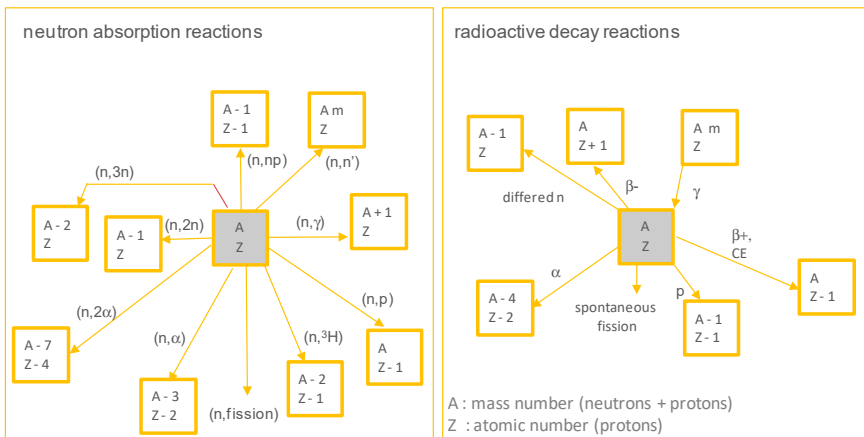 neutron absorption reactions
A - 1
Z - 1
A m
Z
(n,np)
(n,n')
(n,3n)
A - 2
Z
(n,2n)
A - 1
Z
A
Z
(n,γ)
A + 1
Z
(n,2α)
A - 7
Z - 4
(n,α)
A - 3
Z - 2
(n,fission)
(n,³H)
A - 2
Z - 1
(n,p)
A
Z - 1
radioactive decay reactions
A - 1
Z
A
Z + 1
A m
Z
differed n
β-
γ
A
Z
β+,
CE
α
A - 4
Z - 2
spontaneous
fission
p
A - 1
Z - 1
A
Z - 1
A : mass number (neutrons + protons)
Z : atomic number (protons)